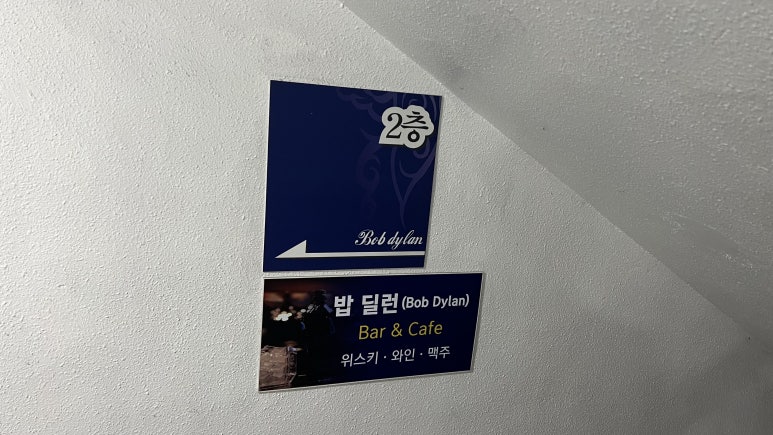 2층
Bob dylan
밥 딜런(Bob Dylan)
Bar & Cafe
위스키 · 와인 · 맥주